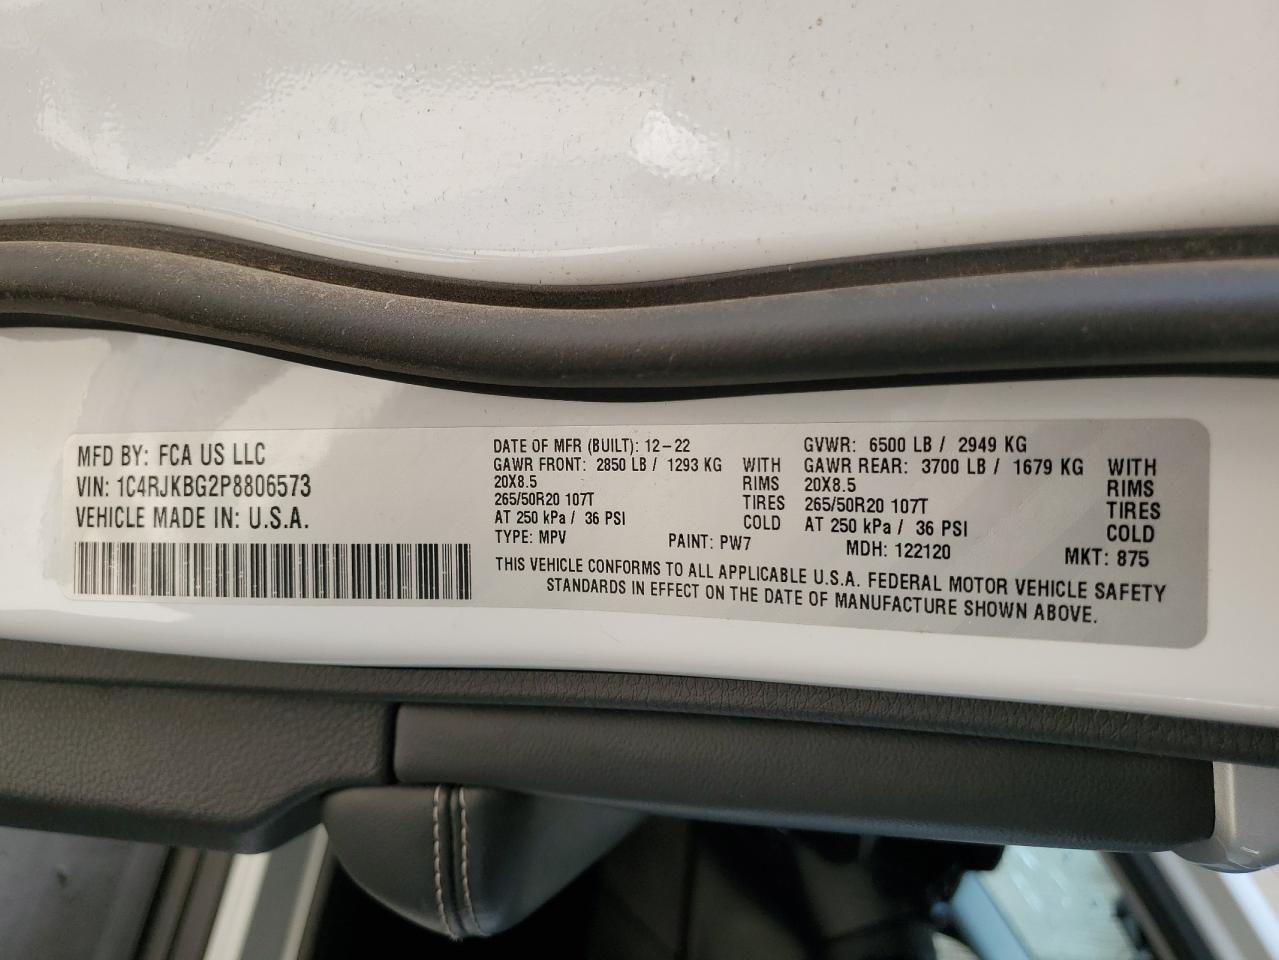 MFD BY: FCA US LLC
VIN: 1C4RJKBG2P8806573
VEHICLE MADE IN: U.S.A.
DATE OF MFR (BUILT): 12-22
GAWR FRONT: 2850 LB / 1293 KG WITH
20X8.5 RIMS
265/50R20 107T TIRES
AT 250 kPa / 36 PSI COLD
TYPE: MPV PAINT: PW7
GVWR: 6500 LB / 2949 KG
GAWR REAR: 3700 LB / 1679 KG WITH
20X8.5 RIMS
265/50R20 107T TIRES
AT 250 kPa / 36 PSI COLD
MDH: 122120 MKT: 875
THIS VEHICLE CONFORMS TO ALL APPLICABLE U.S.A. FEDERAL MOTOR VEHICLE SAFETY
STANDARDS IN EFFECT ON THE DATE OF MANUFACTURE SHOWN ABOVE.